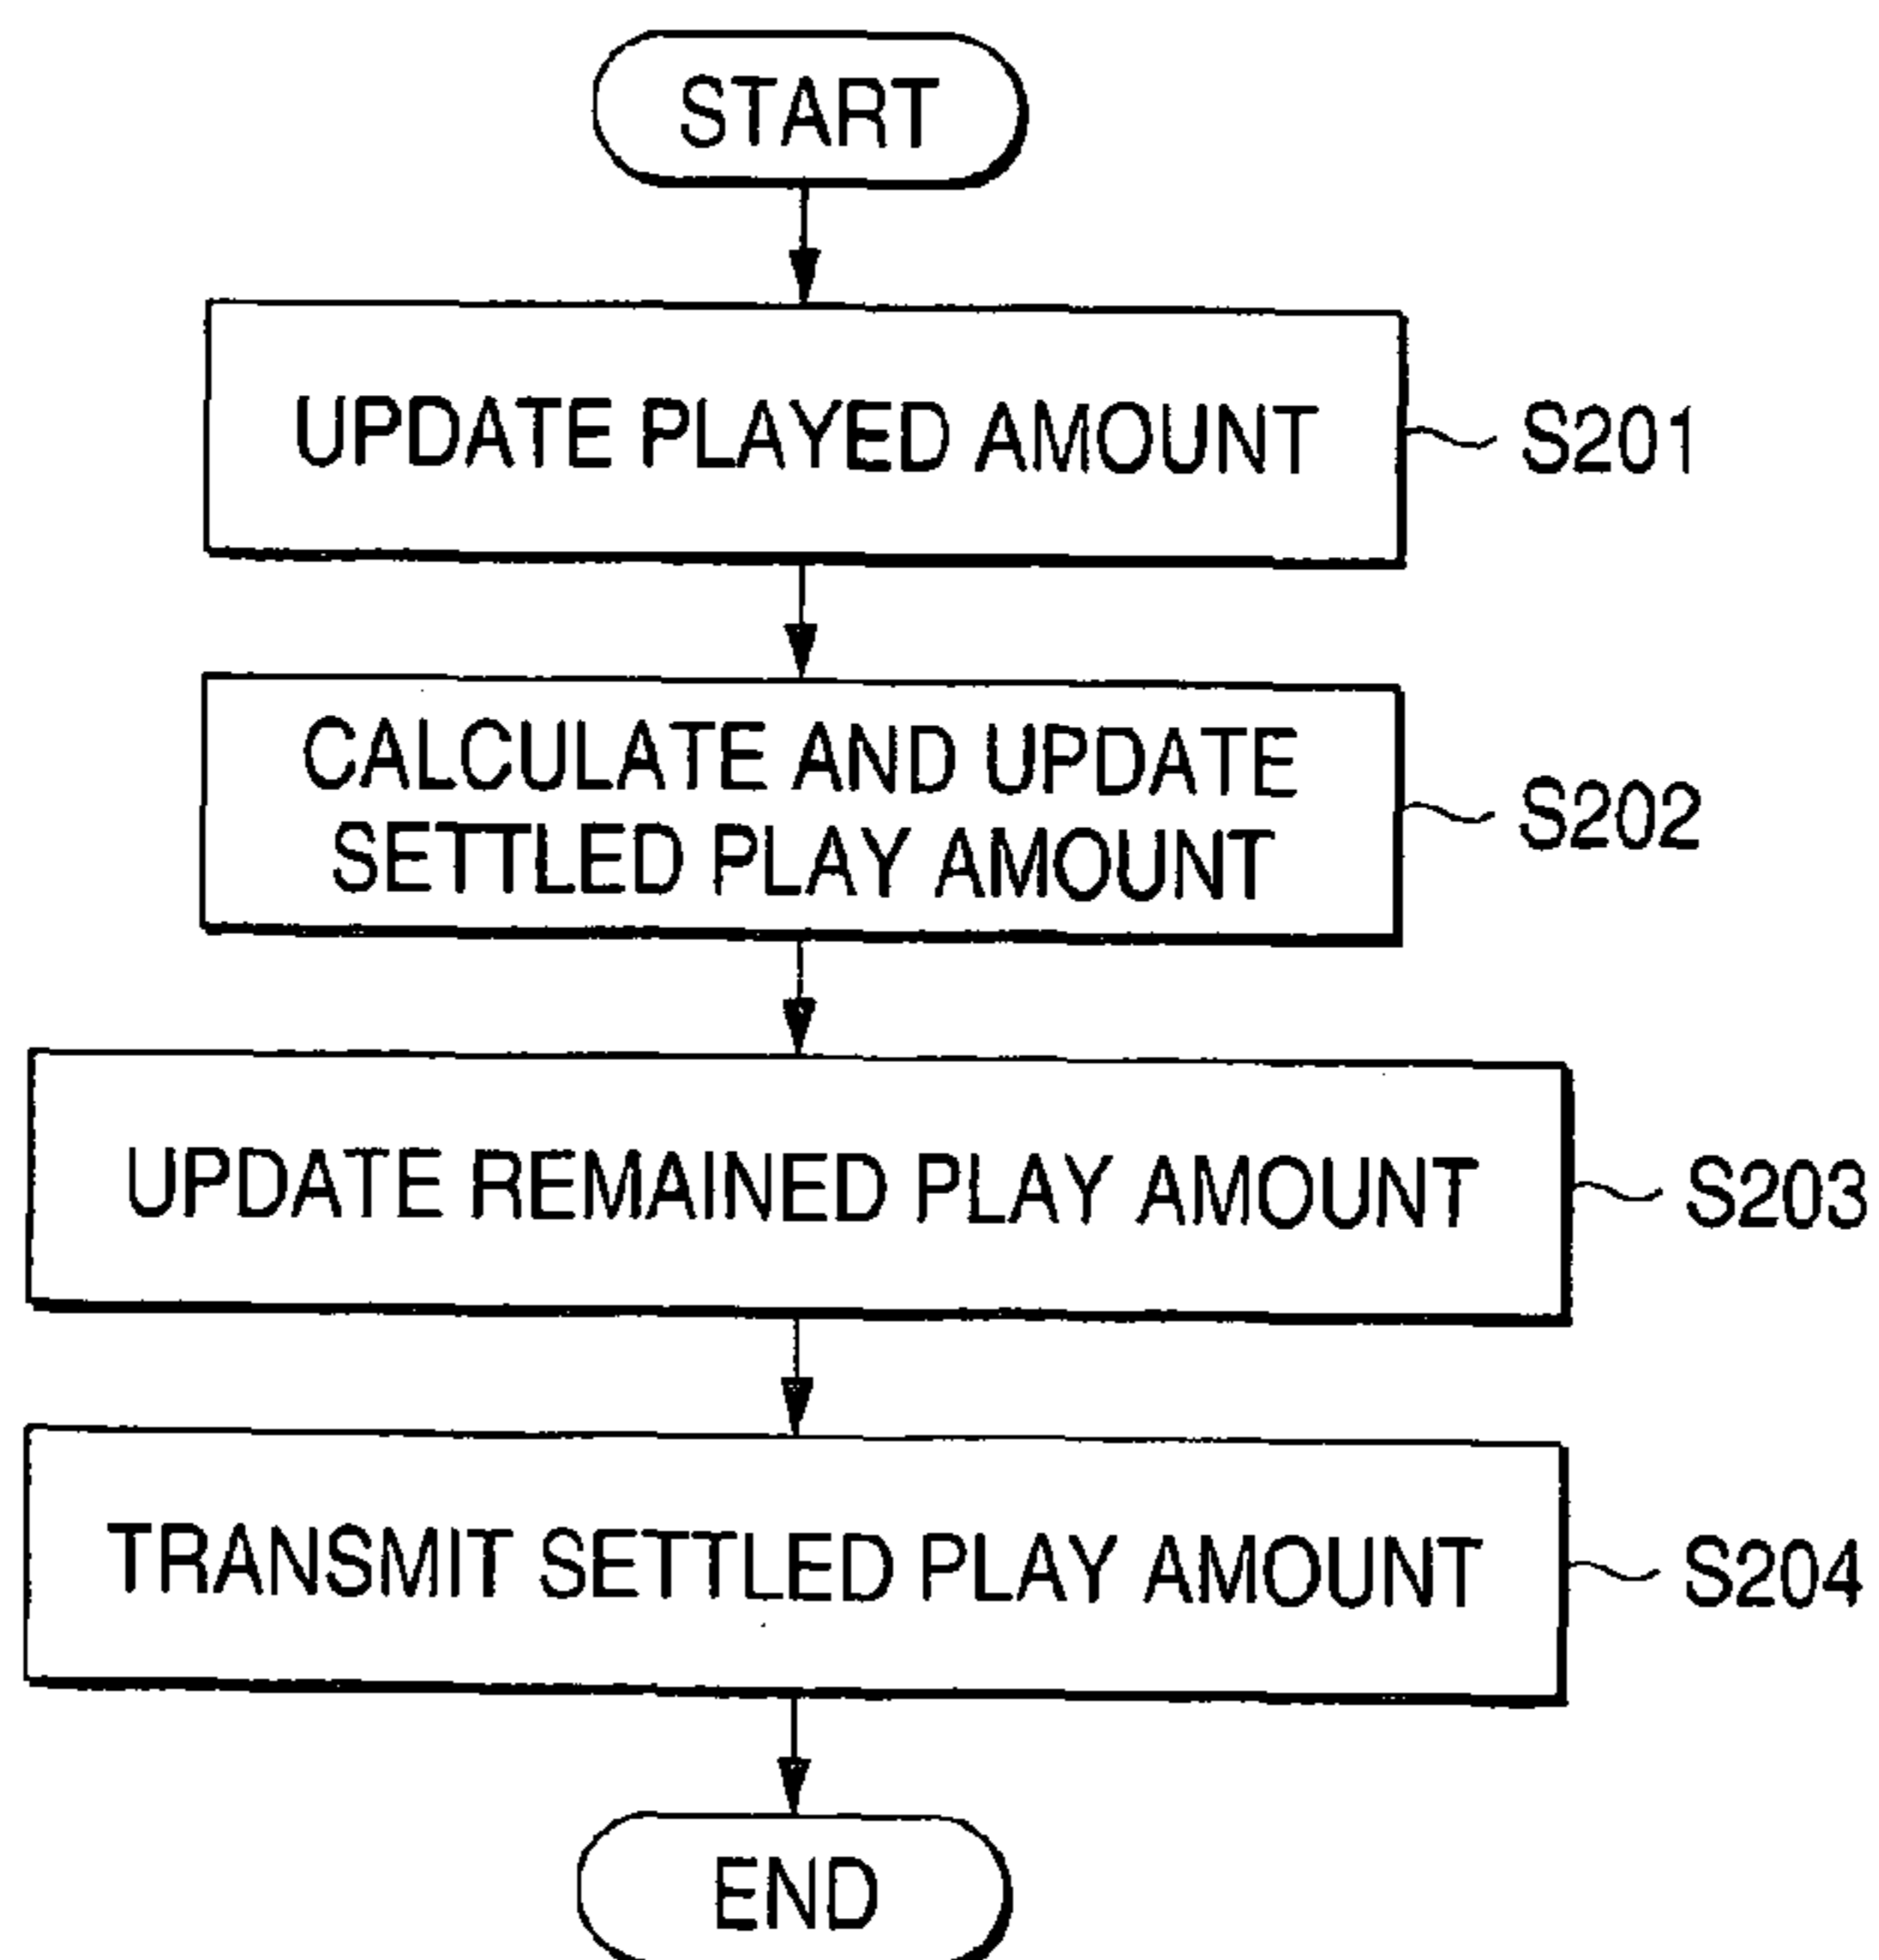 START
UPDATE PLAYED AMOUNT
S201
CALCULATE AND UPDATE
SETTLED PLAY AMOUNT
S202
UPDATE REMAINED PLAY AMOUNT
S203
TRANSMIT SETTLED PLAY AMOUNT
S204
END